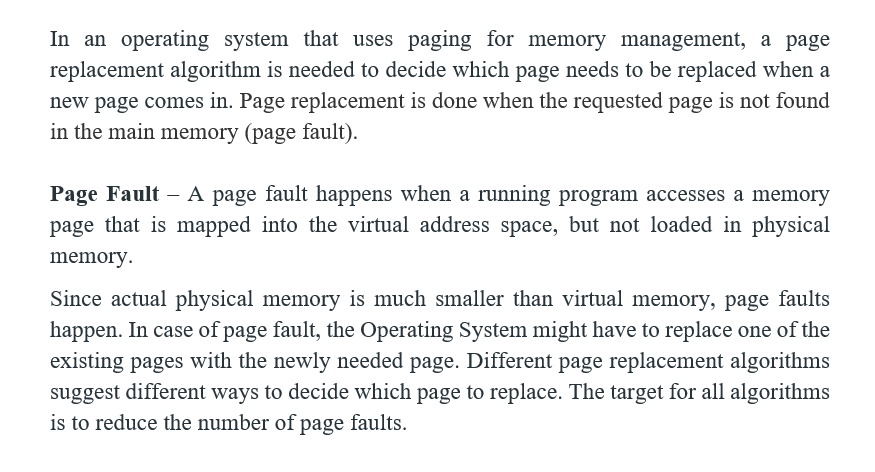 In an operating system that uses paging for memory management, a page
replacement algorithm is needed to decide which page needs to be replaced when a
new page comes in. Page replacement is done when the requested page is not found
in the main memory (page fault).
Page Fault – A page fault happens when a running program accesses a memory
page that is mapped into the virtual address space, but not loaded in physical
memory.
Since actual physical memory is much smaller than virtual memory, page faults
happen. In case of page fault, the Operating System might have to replace one of the
existing pages with the newly needed page. Different page replacement algorithms
suggest different ways to decide which page to replace. The target for all algorithms
is to reduce the number of page faults.